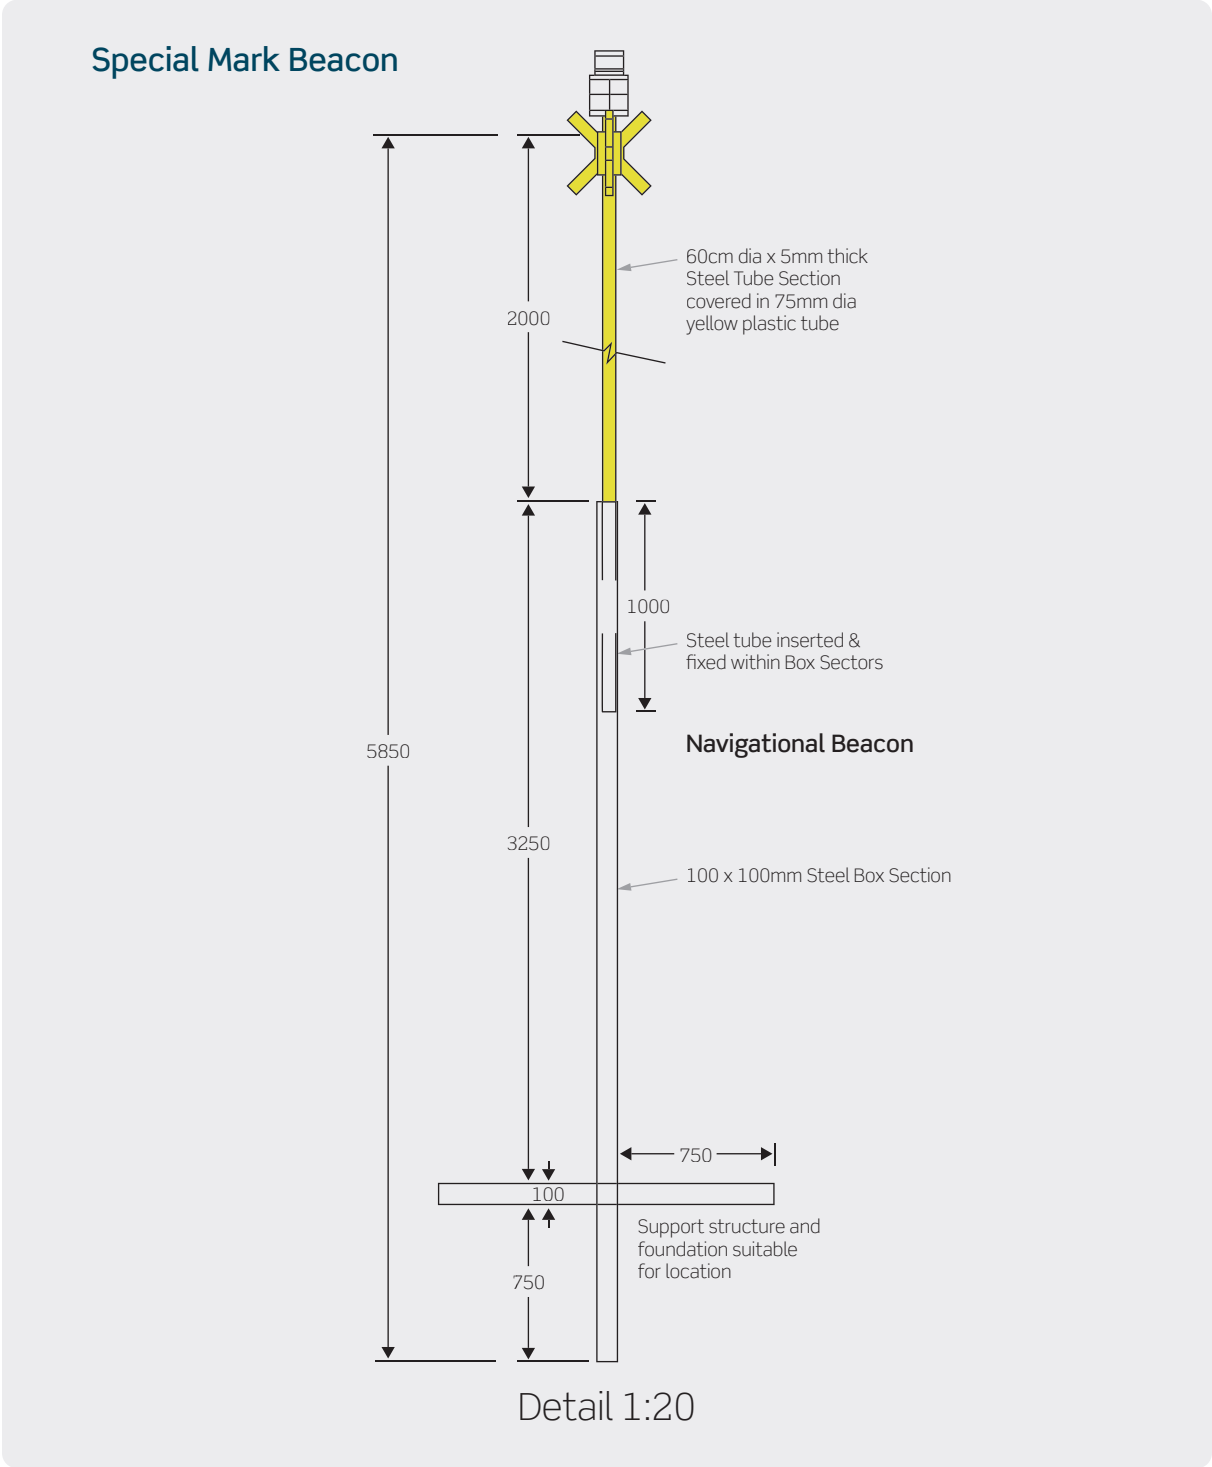 Special Mark Beacon
60cm dia x 5mm thick
Steel Tube Section
covered in 75mm dia
yellow plastic tube
2000
1000
Steel tube inserted &
fixed within Box Sectors
Navigational Beacon
5850
3250
100 x 100mm Steel Box Section
750
100
Support structure and
foundation suitable
for location
750
Detail 1:20